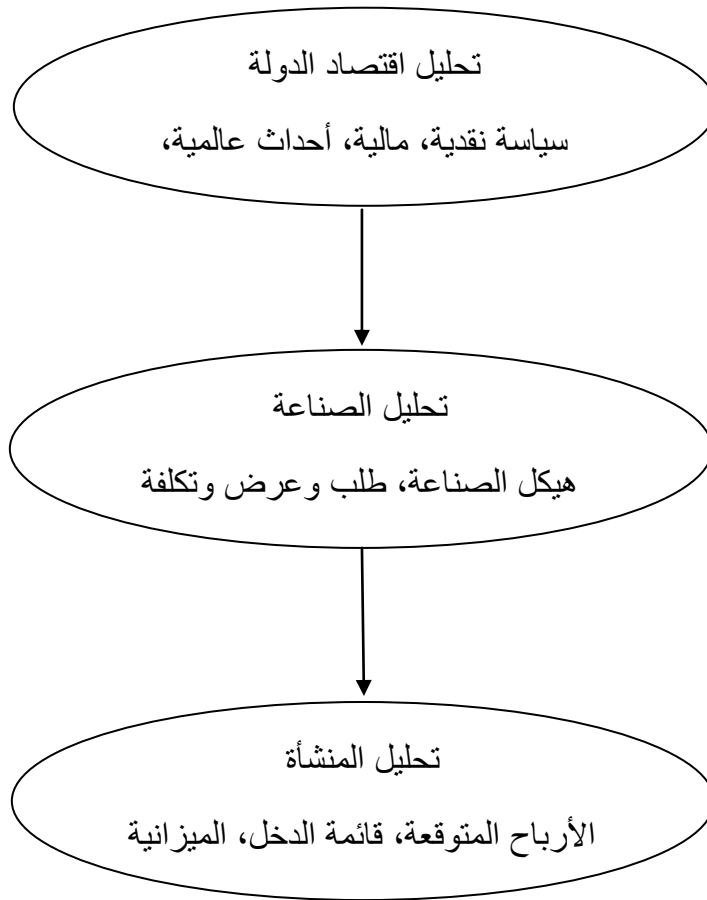 تحليل اقتصاد الدولة
سياسة نقدية، مالية، أحداث عالمية،
تحليل الصناعة
هيكل الصناعة، طلب وعرض وتكلفة
تحليل المنشأة
الأرباح المتوقعة، قائمة الدخل، الميزانية